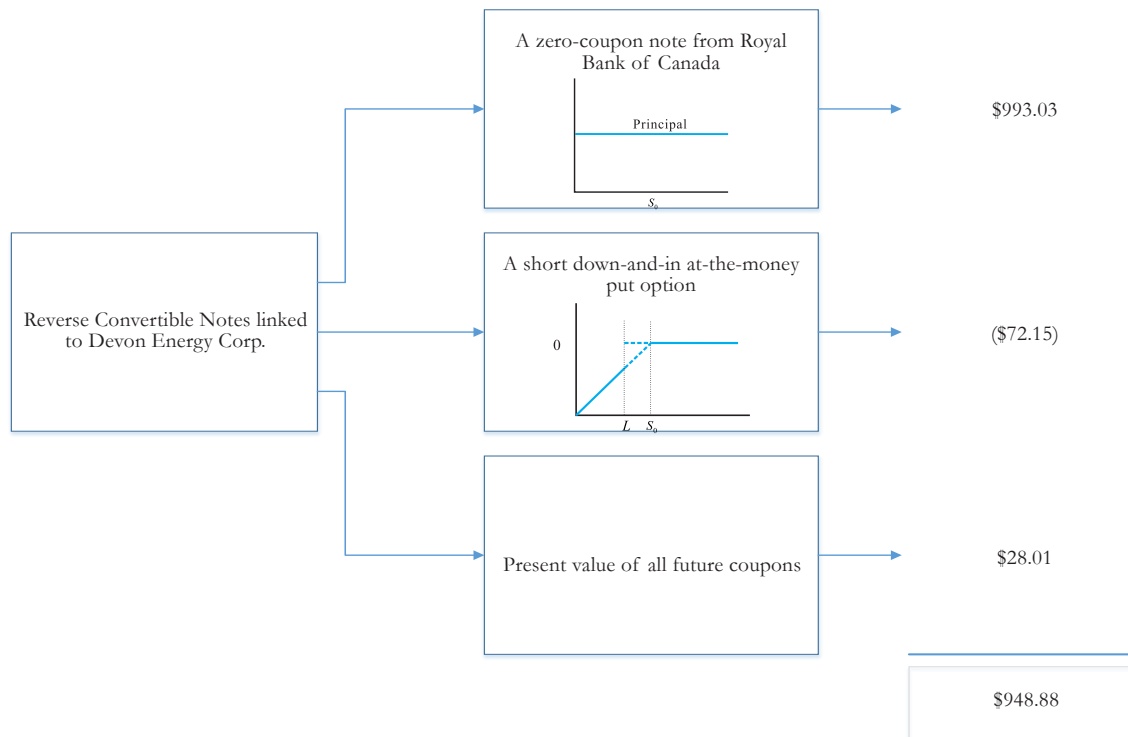 A zero-coupon note from Royal
Bank of Canada
Principal
S₀
$993.03
Reverse Convertible Notes linked
to Devon Energy Corp.
A short down-and-in at-the-money
put option
0
L S₀
($72.15)
Present value of all future coupons
$28.01
$948.88